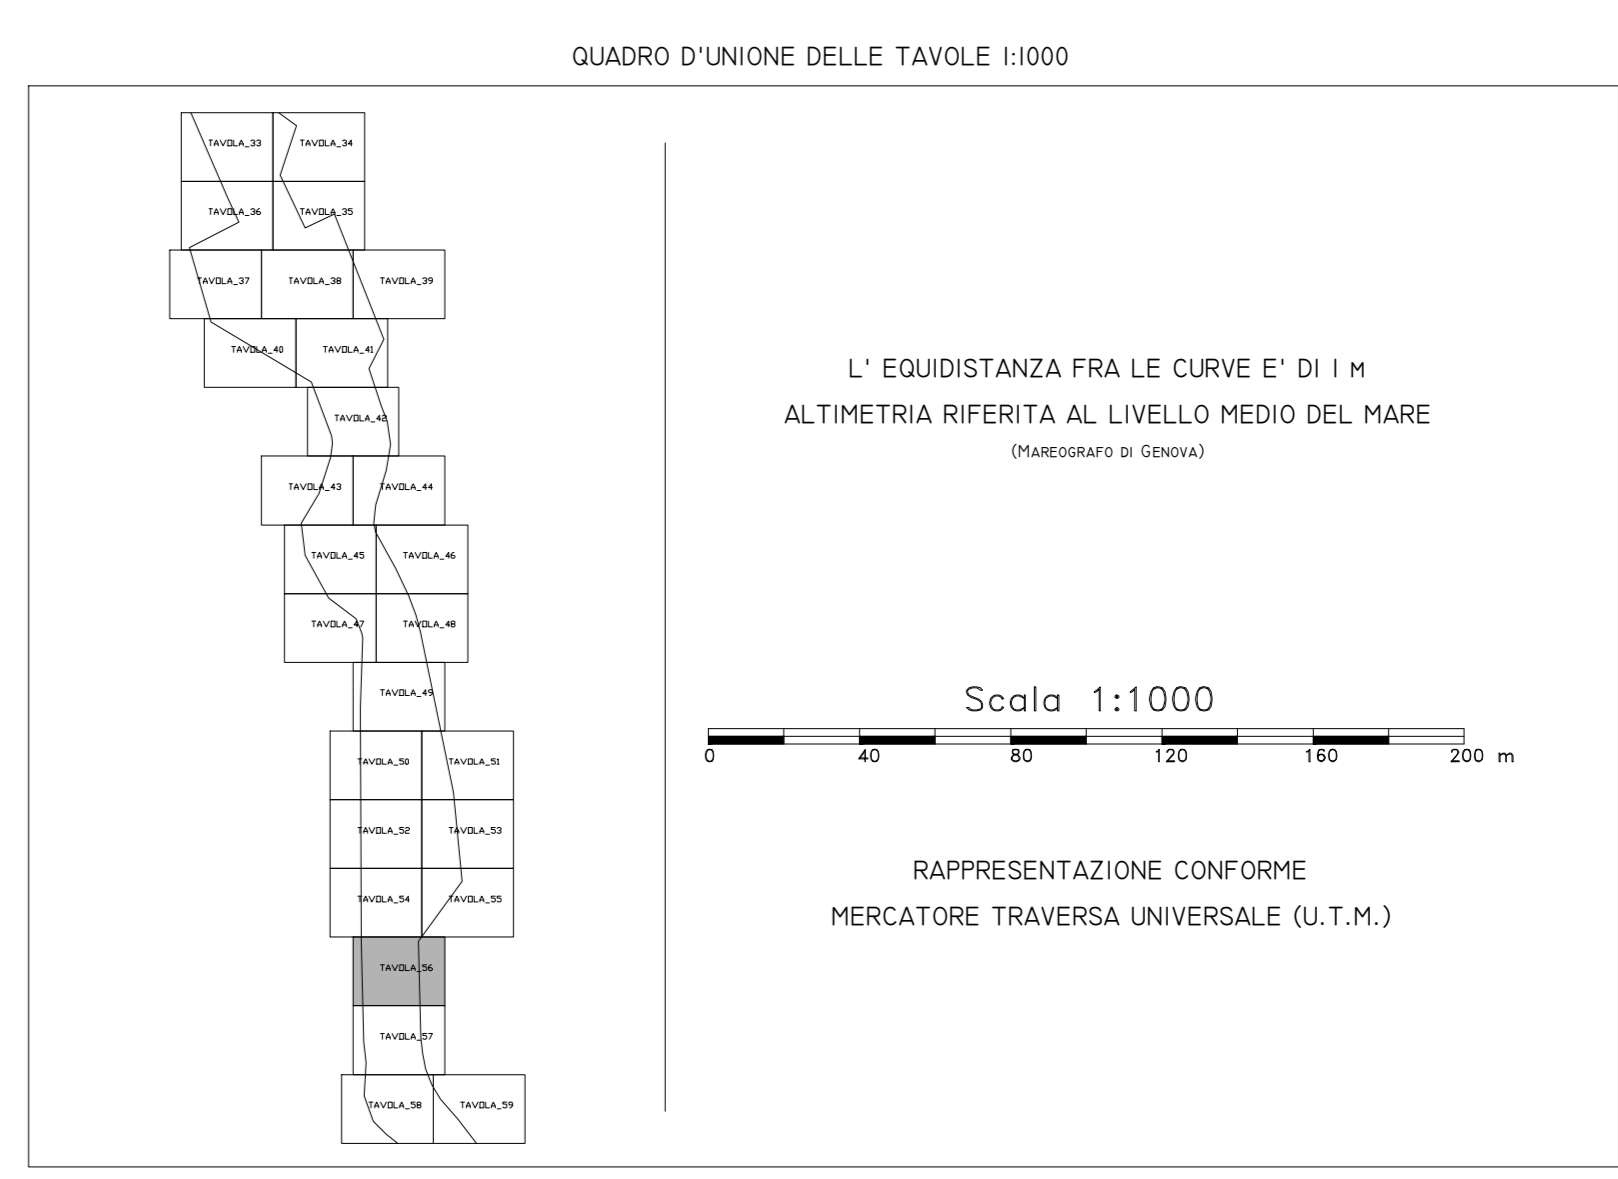 QUADRO D'UNIONE DELLE TAVOLE 1:1000
TAVOLA_33 TAVOLA_34
TAVOLA_36 TAVOLA_35
TAVOLA_37 TAVOLA_38 TAVOLA_39
TAVOLA_40 TAVOLA_41
TAVOLA_42
TAVOLA_43 TAVOLA_44
TAVOLA_45 TAVOLA_46
TAVOLA_47 TAVOLA_48
TAVOLA_49
TAVOLA_50 TAVOLA_51
TAVOLA_52 TAVOLA_53
TAVOLA_54 TAVOLA_55
TAVOLA_56
TAVOLA_57
TAVOLA_58 TAVOLA_59
L' EQUIDISTANZA FRA LE CURVE E' DI 1 M
ALTIMETRIA RIFERITA AL LIVELLO MEDIO DEL MARE
(MAREOGRAFO DI GENOVA)
Scala 1:1000
0 40 80 120 160 200 m
RAPPRESENTAZIONE CONFORME
MERCATORE TRAVERSA UNIVERSALE (U.T.M.)